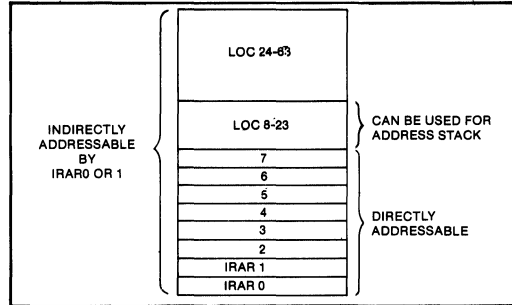 LOC 24-63
INDIRECTLY
ADDRESSABLE
BY
IRAR0 OR 1
LOC 8-23
CAN BE USED FOR
ADDRESS STACK
7
6
5
4
3
2
IRAR 1
IRAR 0
DIRECTLY
ADDRESSABLE